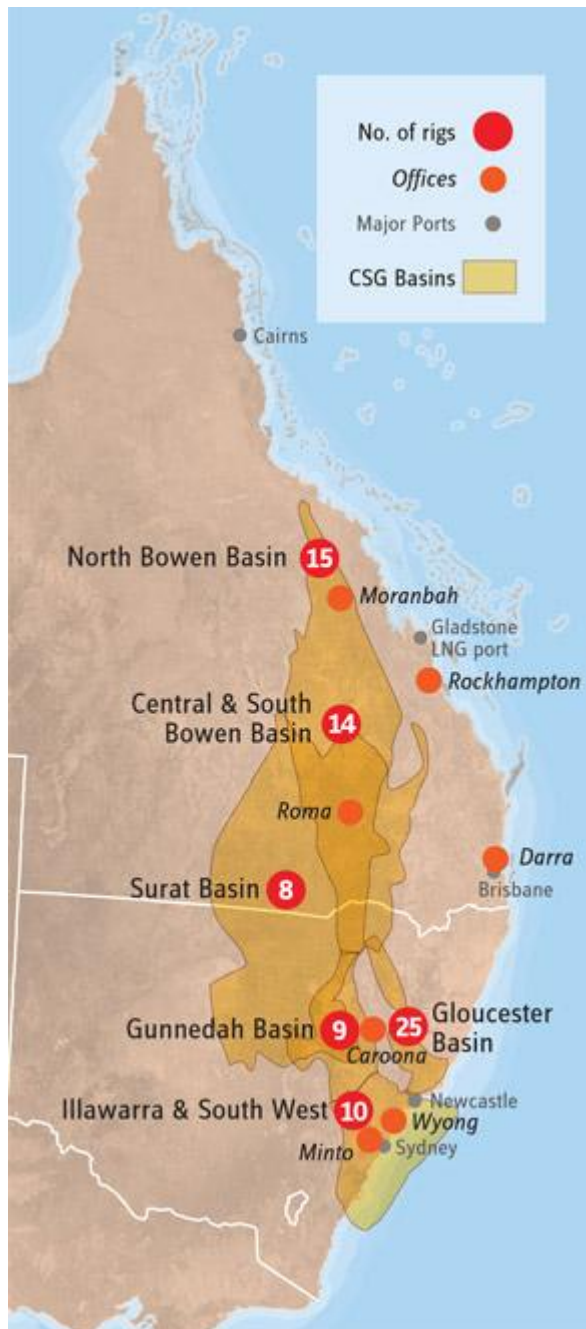 No. of rigs
Offices
Major Ports
CSG Basins
Cairns
North Bowen Basin
15
Moranbah
Gladstone
LNG port
Rockhampton
Central & South
Bowen Basin
14
Roma
Darra
Brisbane
Surat Basin
8
Gunnedah Basin
9
Caroona
25
Gloucester
Basin
Illawarra & South West
10
Newcastle
Wyong
Minto
Sydney